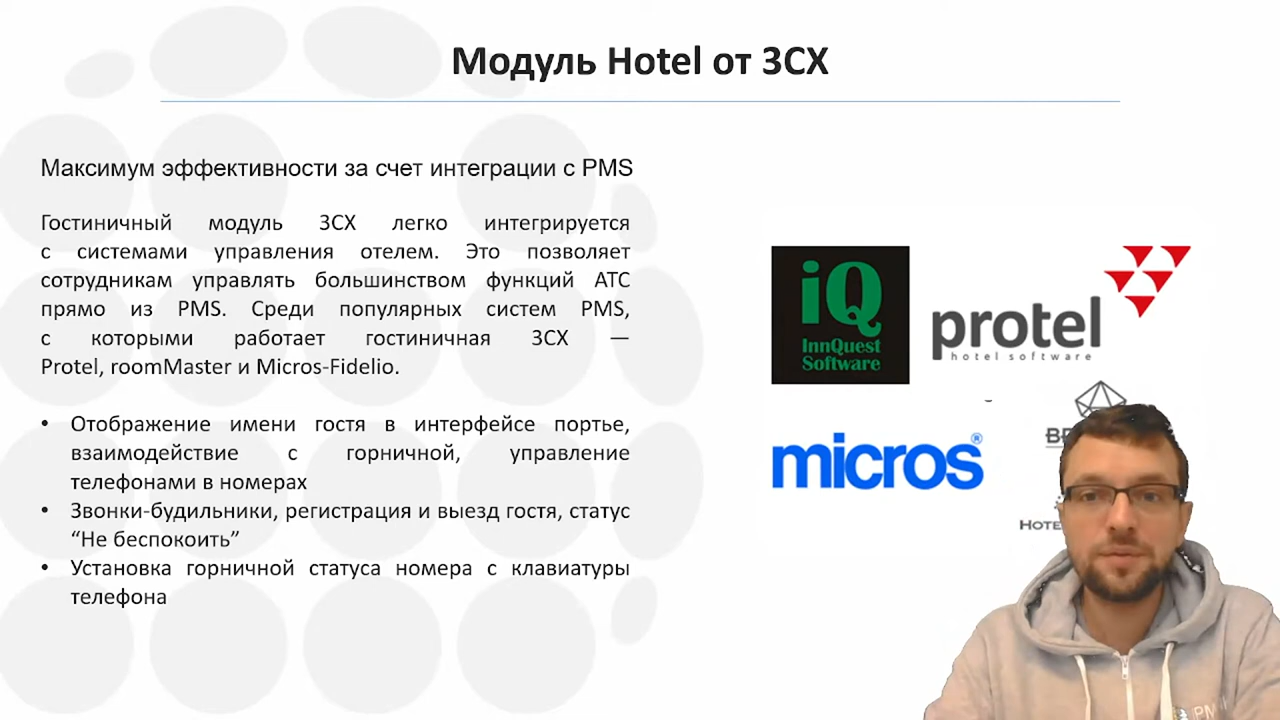 Модуль Hotel от 3CX
Максимум эффективности за счет интеграции с PMS
Гостиничный модуль 3CX легко интегрируется
с системами управления отелем. Это позволяет
сотрудникам управлять большинством функций АТС
прямо из PMS. Среди популярных систем PMS,
с которыми работает гостиничная 3CX —
Protel, roomMaster и Micros-Fidelio.
• Отображение имени гостя в интерфейсе портье,
взаимодействие с горничной, управление
телефонами в номерах
• Звонки-будильники, регистрация и выезд гостя, статус
“Не беспокоить”
• Установка горничной статуса номера с клавиатуры
телефона
iQ
InnQuest
Software
protel
hotel software
micros®